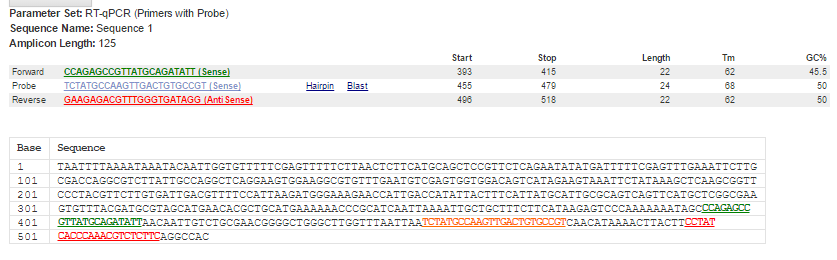 Parameter Set: RT-qPCR (Primers with Probe)
Sequence Name: Sequence 1
Amplicon Length: 125
Start Stop Length Tm GC%
Forward CCAGAGCCGTTATGCAGATATT (Sense) 393 415 22 62 45.5
Probe TCTATGCCAAGTTGACTGTGCCGT (Sense) Hairpin Blast 455 479 24 68 50
Reverse GAAGAGACGTTTGGGTGATAGG (AntiSense) 496 518 22 62 50
Base Sequence
1 TAATTTTAAAATAAATACAATTGGTGTTTTTCGAGTTTTTCTTAACTCTTCATGCAGCTCCGTTCTCAGAATATATGATTTTTCGAGTTTGAAATTCTTG
101 CGACCAGGCGTCTTATTGCCAGGCTCAGGAAGTGGAAGGCGTGTTTGAATGTCGAGTGGTGGACAGTCATAGAAGTAAATTCTATAAAGCTCAAGCGGTT
201 CCCTACGTTCTTGTGATTGACGTTTTCCATTAAGATGGGAAAGAACCATTGACCATATTACTTTCATTATGCATTGCGCAGTCAGTTCATGCTCGGCGAA
301 GTGTTTACGATGCGTAGCATGAACACGCTGCATGAAAAAACCCGCATCAATTAAAATTGCTGCTTTCTTCATAAGAGTCCCAAAAAAATAGCCCAGAGCC
401 GTTATGCAGATATTAACAATTGTCTGCGAACGGGGCTGGGCTTGGTTTAATTAATCTATGCCAAGTTGACTGTGCCGTCAACATAAAACTTACTTCCTAT
501 CACCCAAACGTCTCTTCAGGCCAC